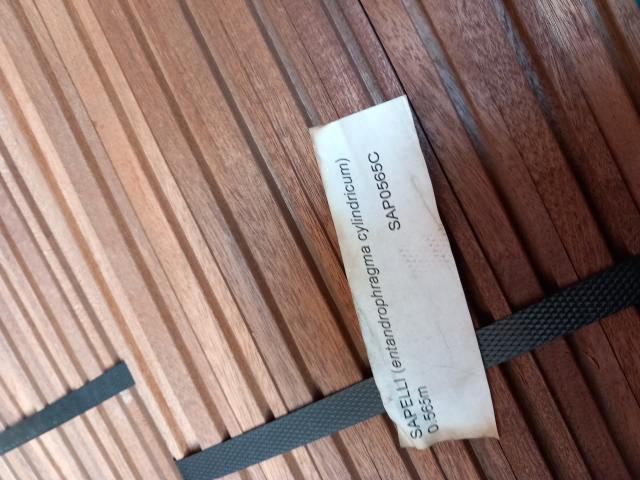 SAPELLI (entandrophragma cylindricum)
0.565m SAP0565C